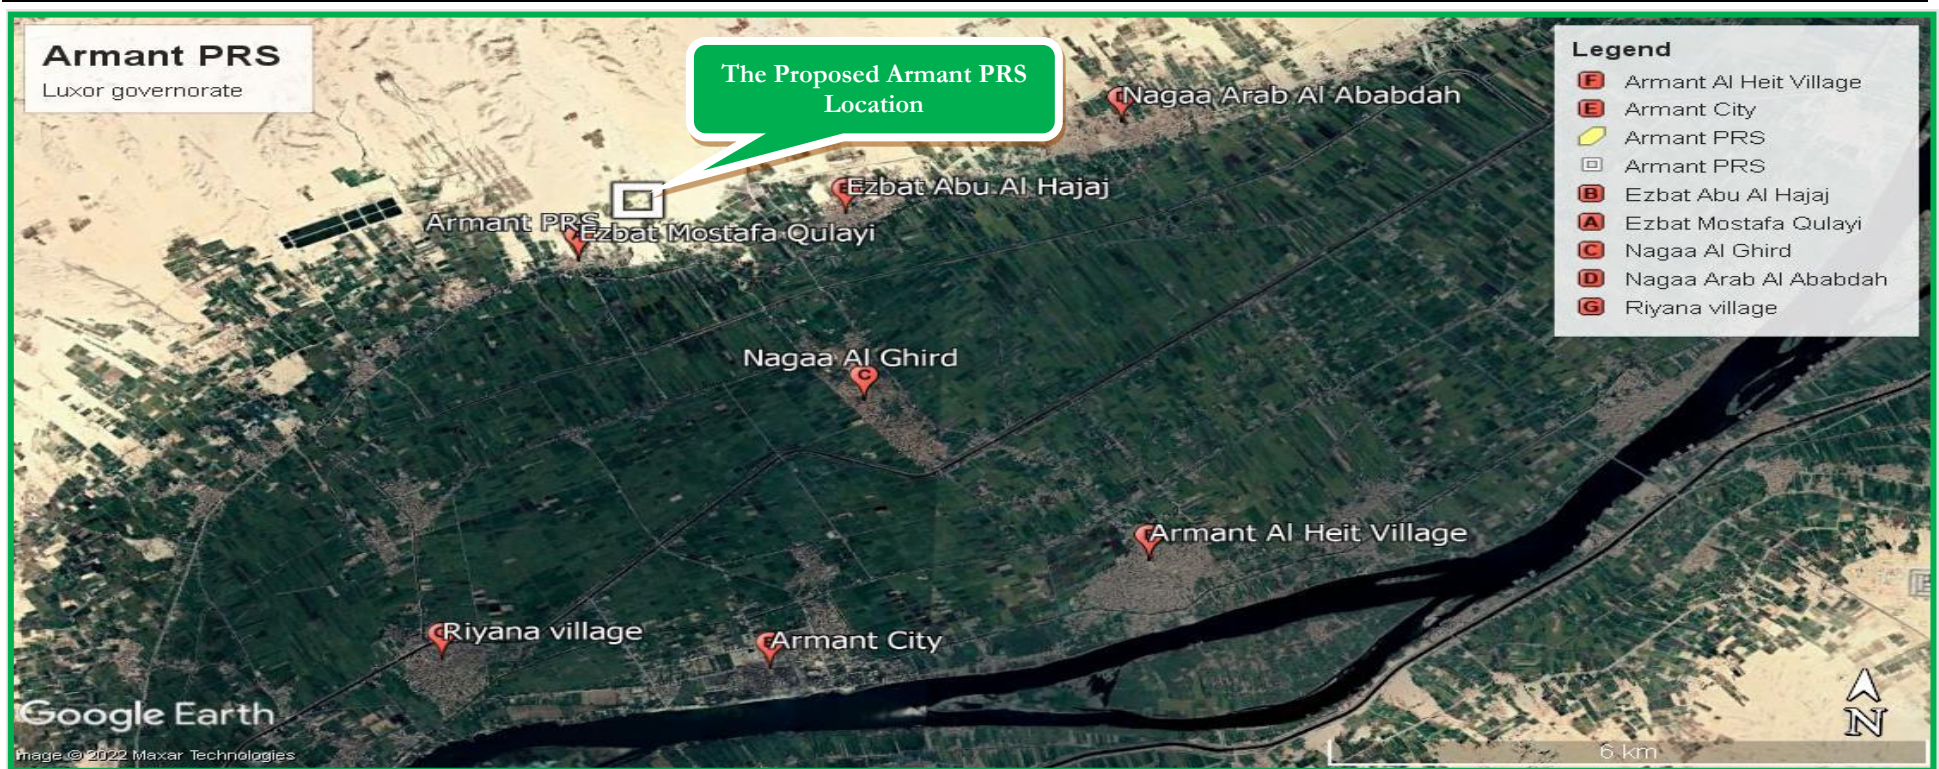 Armant PRS
Luxor governorate
The Proposed Armant PRS
Location
Legend
Armant Al Heit Village
Armant City
Armant PRS
Armant PRS
Ezbat Abu Al Hajaj
Ezbat Mostafa Qulayi
Nagaa Al Ghird
Nagaa Arab Al Ababdah
Riyana village
F
E
B
A
C
D
G
Nagaa Arab Al Ababdah
Ezbat Abu Al Hajaj
Armant PRS
Ezbat Mostafa Qulayi
Nagaa Al Ghird
C
Armant Al Heit Village
Riyana village
Armant City
Google Earth
Image © 2022 Maxar Technologies
N
6 km